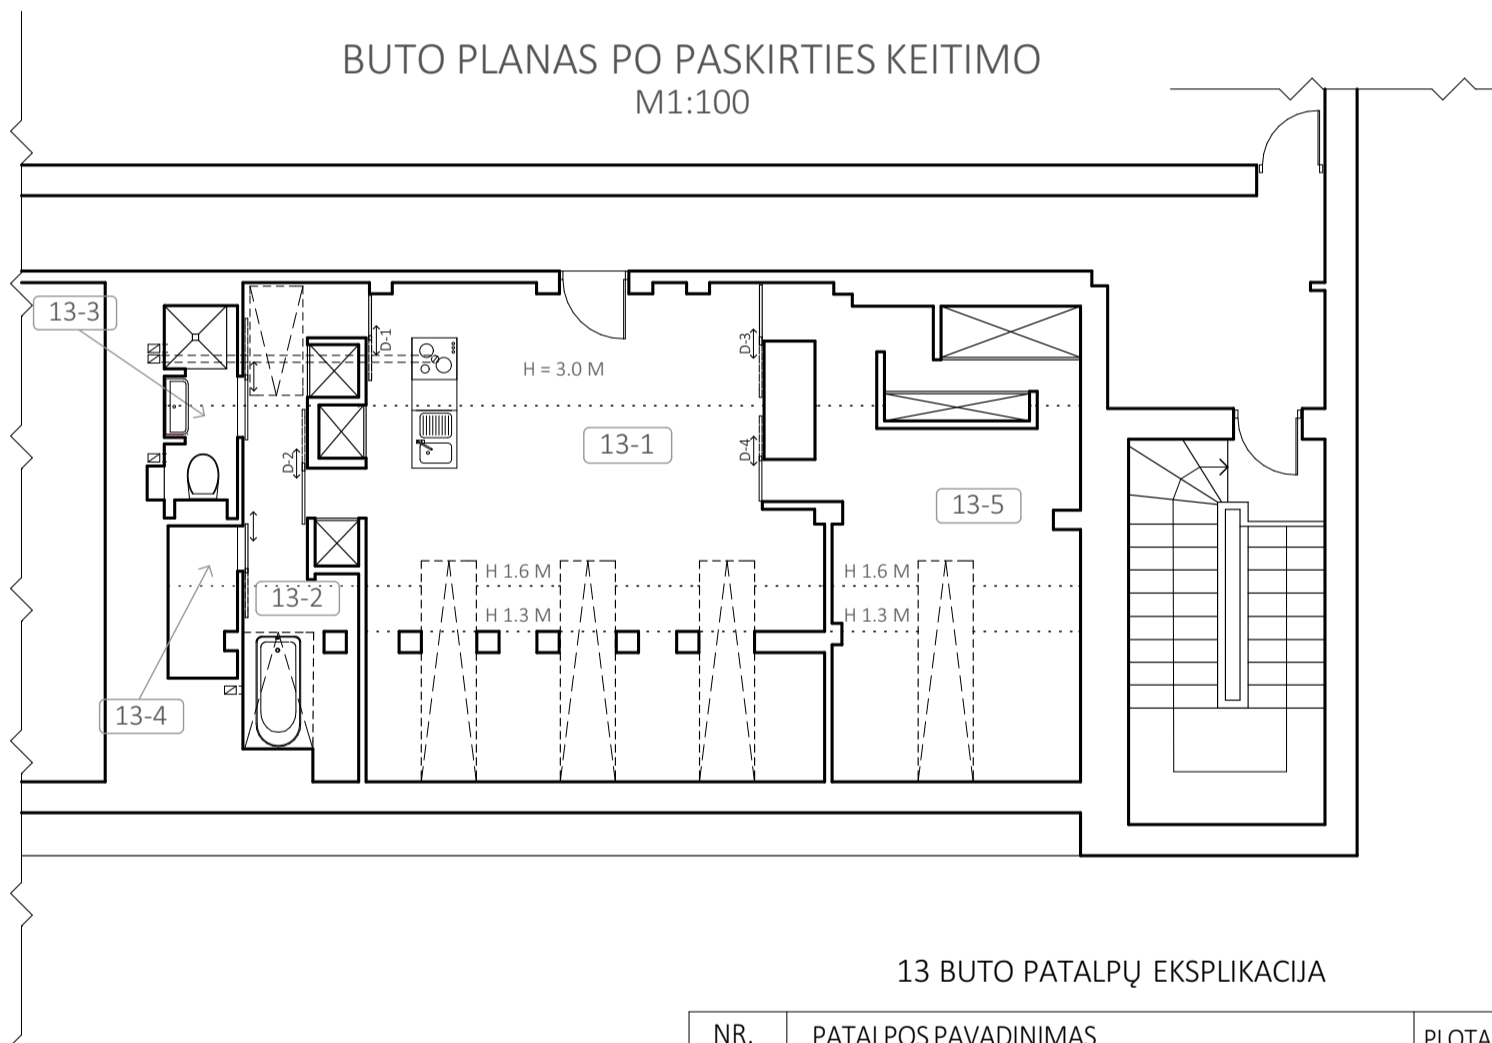 BUTO PLANAS PO PASKIRTIES KEITIMO
M1:100
13-3
D-1
D-3
H = 3.0 M
13-1
D-4
D-2
13-5
H 1.6 M
H 1.6 M
13-2
H 1.3 M
H 1.3 M
13-4
13 BUTO PATALPŲ EKSPLIKACIJA
NR. PATALPOS PAVADINIMAS PLOTA